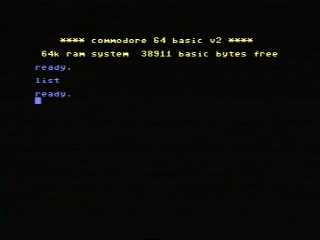 **** commodore 64 basic v2 ****
64k ram system 38911 basic bytes free
ready.
list
ready.